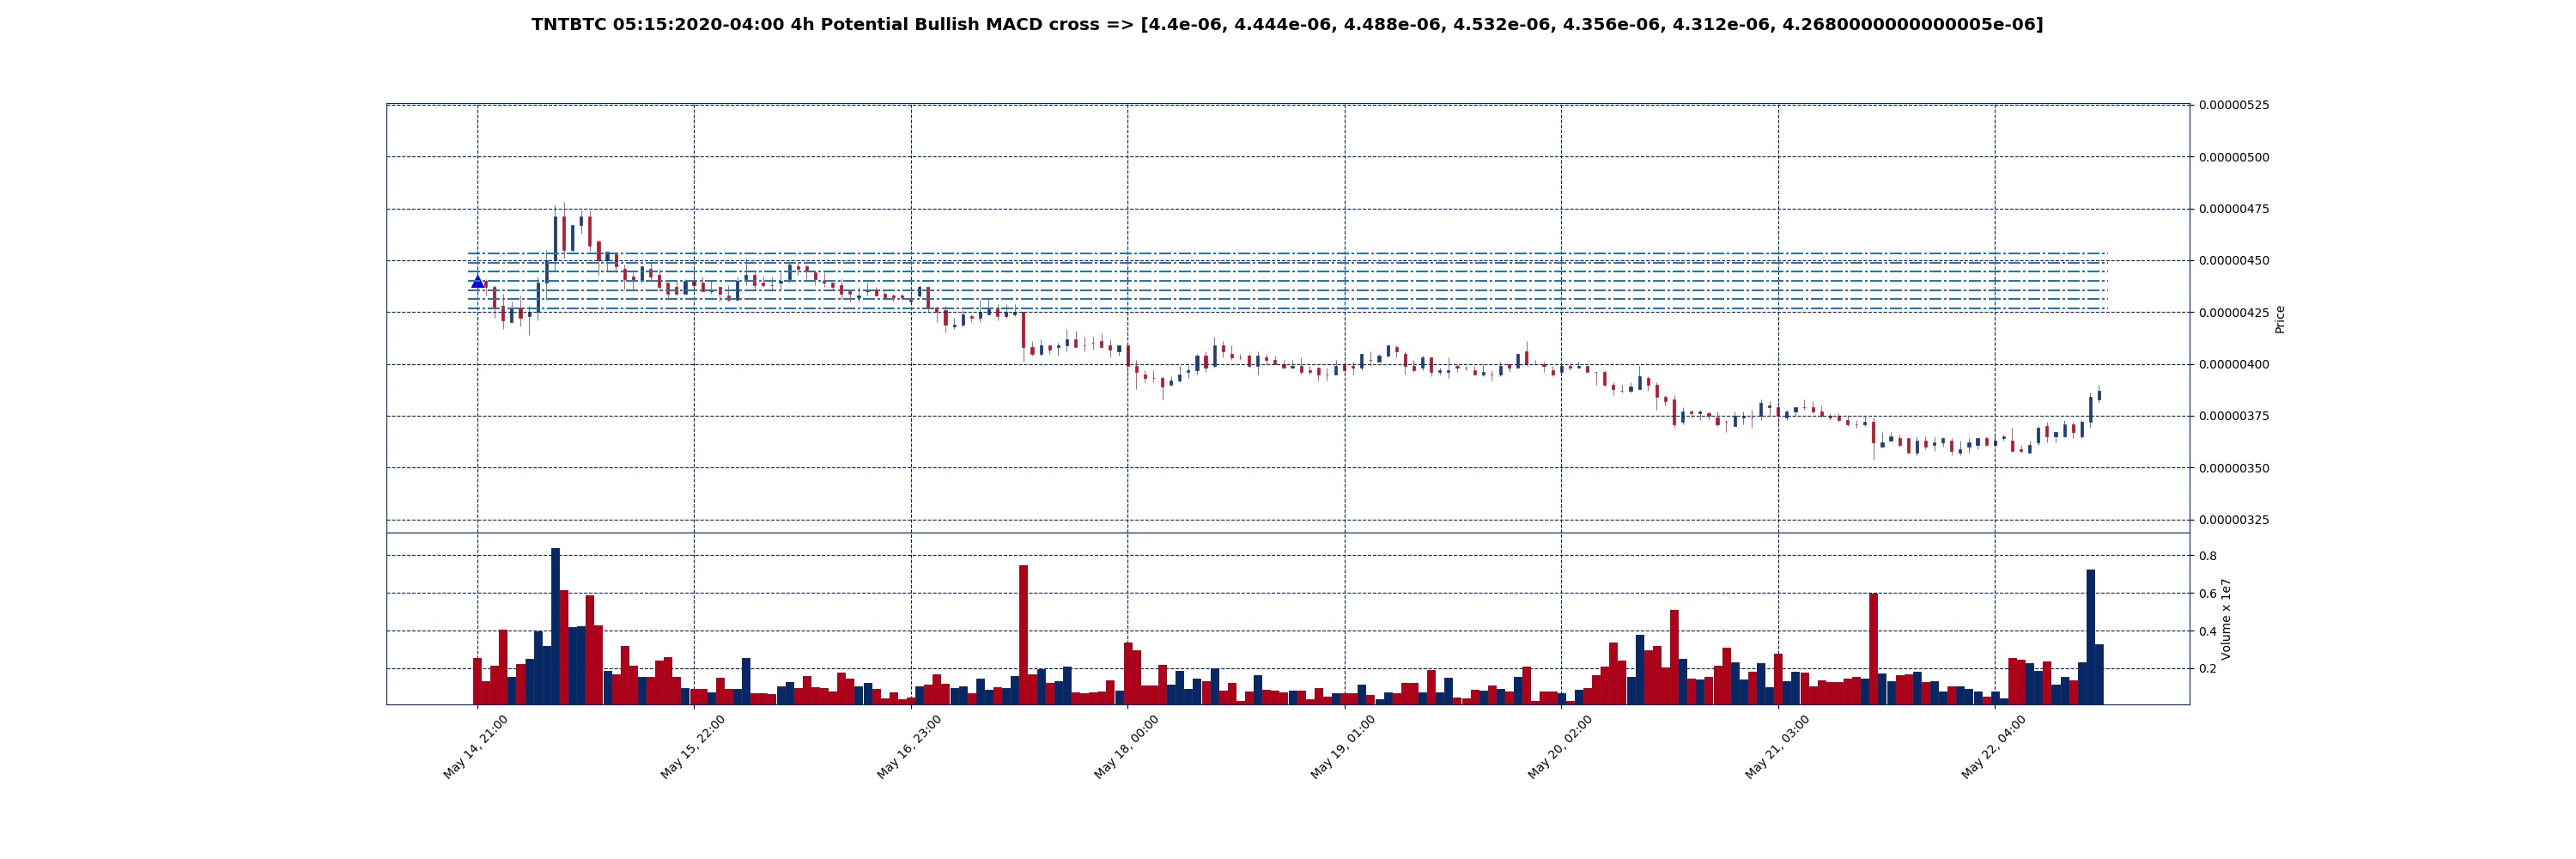 TNTBTC 05:15:2020-04:00 4h Potential Bullish MACD cross => [4.4e-06, 4.444e-06, 4.488e-06, 4.532e-06, 4.356e-06, 4.312e-06, 4.2680000000000005e-06]
0.00000525
0.00000500
0.00000475
0.00000450
0.00000425
0.00000400
0.00000375
0.00000350
0.00000325
Price
0.8
0.6
0.4
0.2
Volume x 1e7
May 14, 21:00
May 15, 22:00
May 16, 23:00
May 18, 00:00
May 19, 01:00
May 20, 02:00
May 21, 03:00
May 22, 04:00